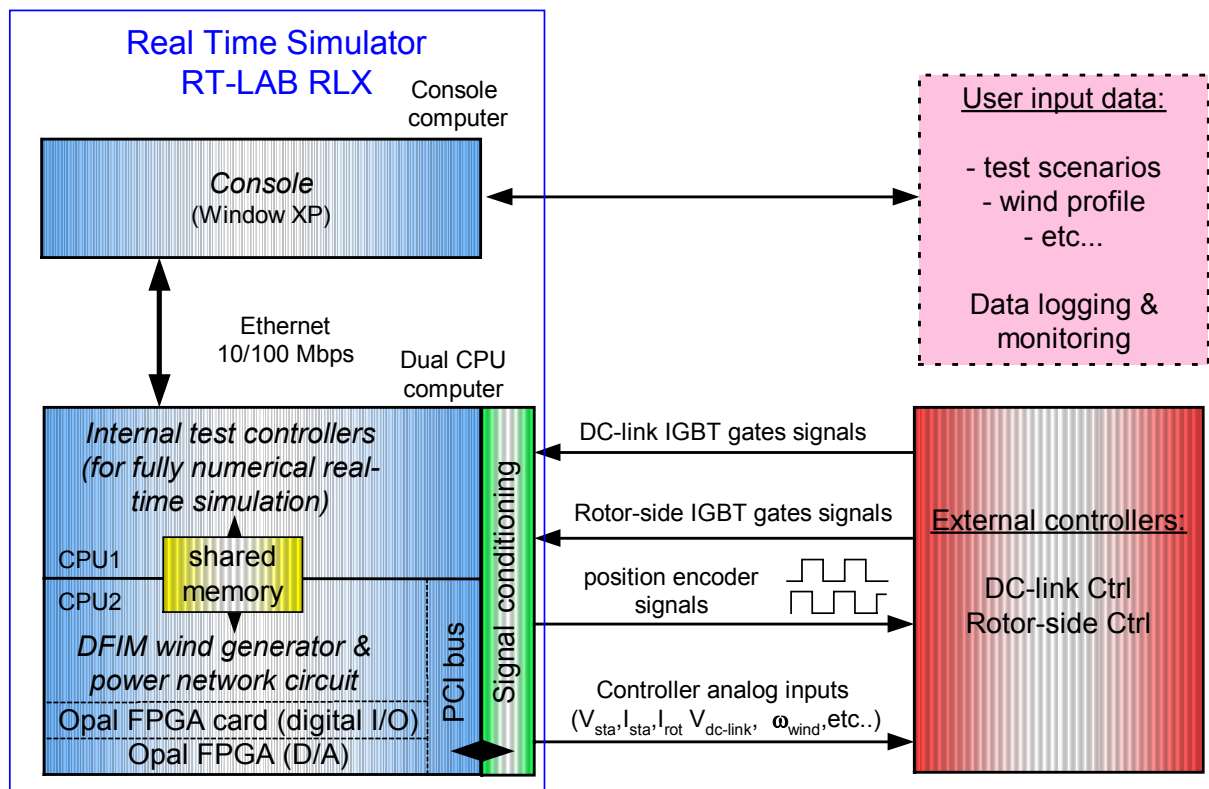 Real Time Simulator
RT-LAB RLX
Console
computer
Console
(Window XP)
User input data:
- test scenarios
- wind profile
- etc...
Data logging &
monitoring
Ethernet
10/100 Mbps
Dual CPU
computer
Internal test controllers
(for fully numerical real-
time simulation)
CPU1
shared
memory
CPU2
DFIM wind generator &
power network circuit
Opal FPGA card (digital I/O)
Opal FPGA (D/A)
PCI bus
Signal conditioning
DC-link IGBT gates signals
Rotor-side IGBT gates signals
position encoder
signals
Controller analog inputs
(Vsta,Ista,Irot Vdc-link, ωwind,etc..)
External controllers:
DC-link Ctrl
Rotor-side Ctrl